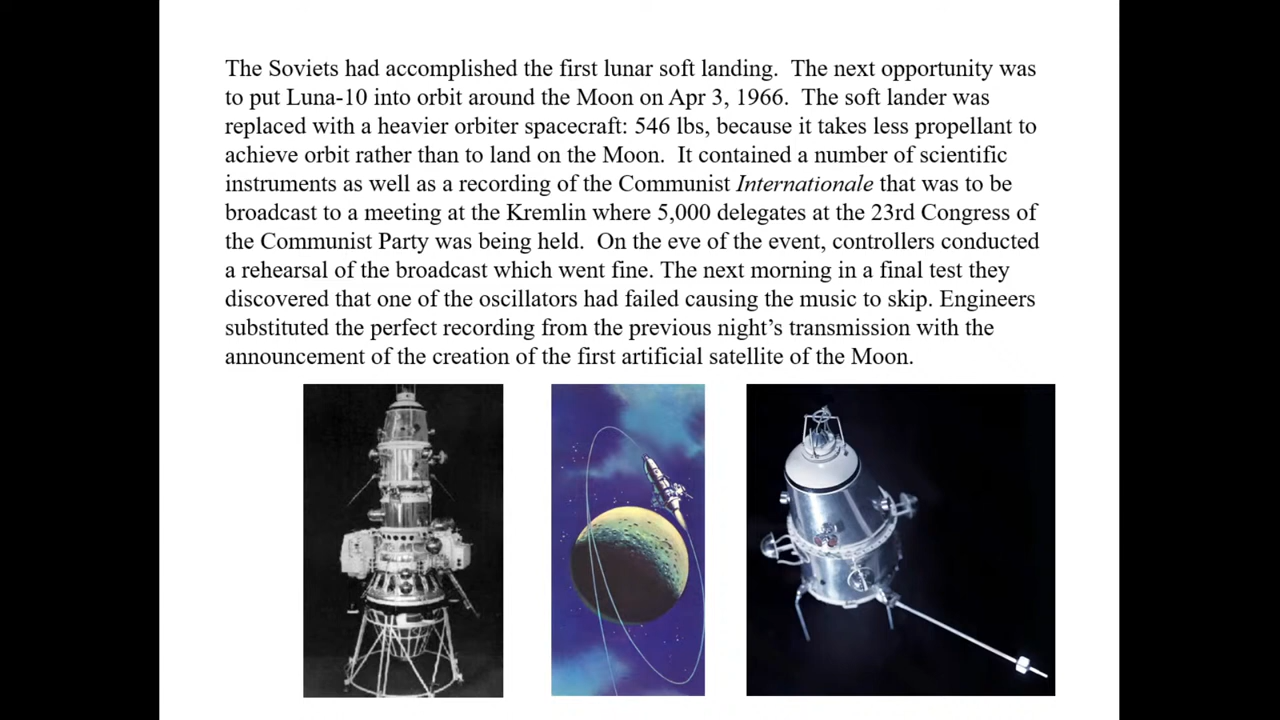 The Soviets had accomplished the first lunar soft landing.  The next opportunity was
to put Luna-10 into orbit around the Moon on Apr 3, 1966.  The soft lander was
replaced with a heavier orbiter spacecraft: 546 lbs, because it takes less propellant to
achieve orbit rather than to land on the Moon.  It contained a number of scientific
instruments as well as a recording of the Communist Internationale that was to be
broadcast to a meeting at the Kremlin where 5,000 delegates at the 23rd Congress of
the Communist Party was being held.  On the eve of the event, controllers conducted
a rehearsal of the broadcast which went fine. The next morning in a final test they
discovered that one of the oscillators had failed causing the music to skip. Engineers
substituted the perfect recording from the previous night’s transmission with the
announcement of the creation of the first artificial satellite of the Moon.